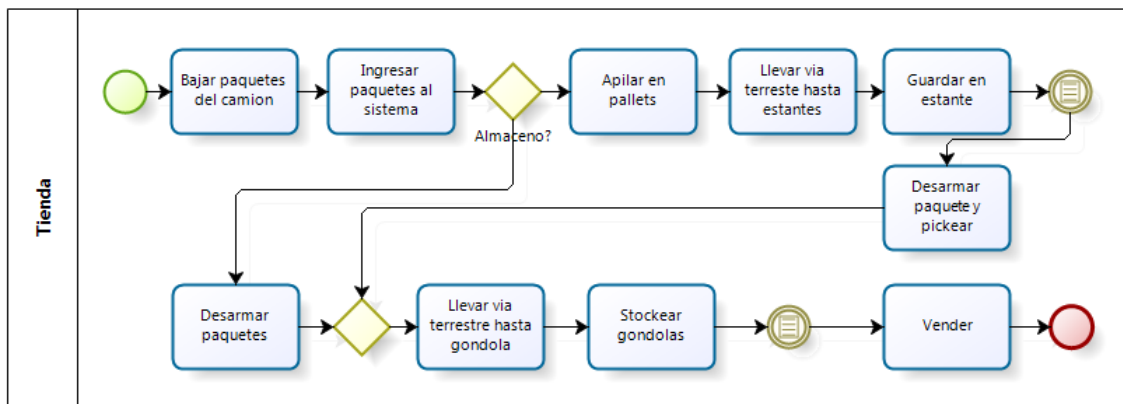 Tienda
Bajar paquetes
del camion
Ingresar
paquetes al
sistema
Almaceno?
Apilar en
pallets
Llevar via
terreste hasta
estantes
Guardar en
estante
Desarmar
paquete y
pickear
Desarmar
paquetes
Llevar via
terrestre hasta
gondola
Stockear
gondolas
Vender